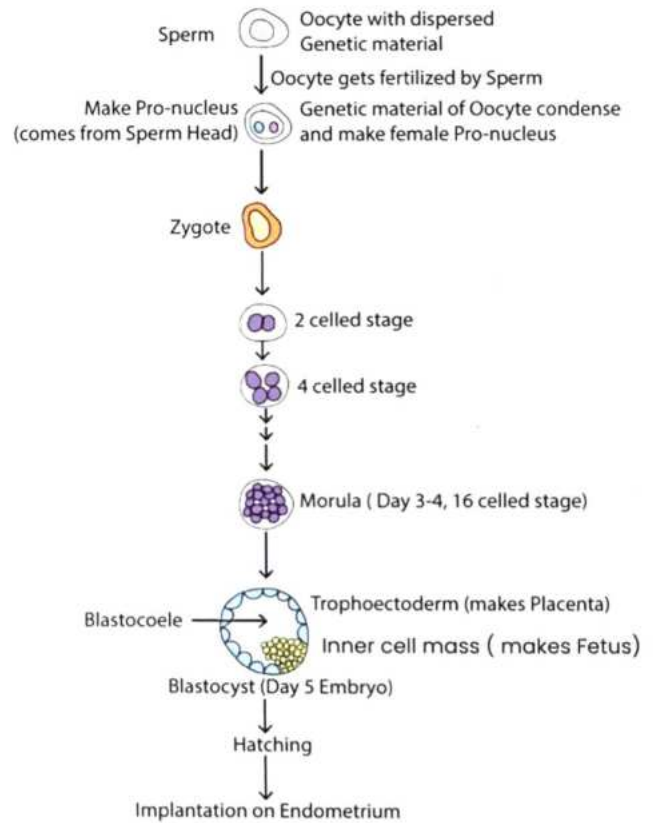 Sperm
Oocyte with dispersed
Genetic material
Oocyte gets fertilized by Sperm
Make Pro-nucleus
(comes from Sperm Head)
Genetic material of Oocyte condense
and make female Pro-nucleus
Zygote
2 celled stage
4 celled stage
Morula ( Day 3-4, 16 celled stage)
Blastocoele
Trophoectoderm (makes Placenta)
Inner cell mass ( makes Fetus)
Blastocyst (Day 5 Embryo)
Hatching
Implantation on Endometrium